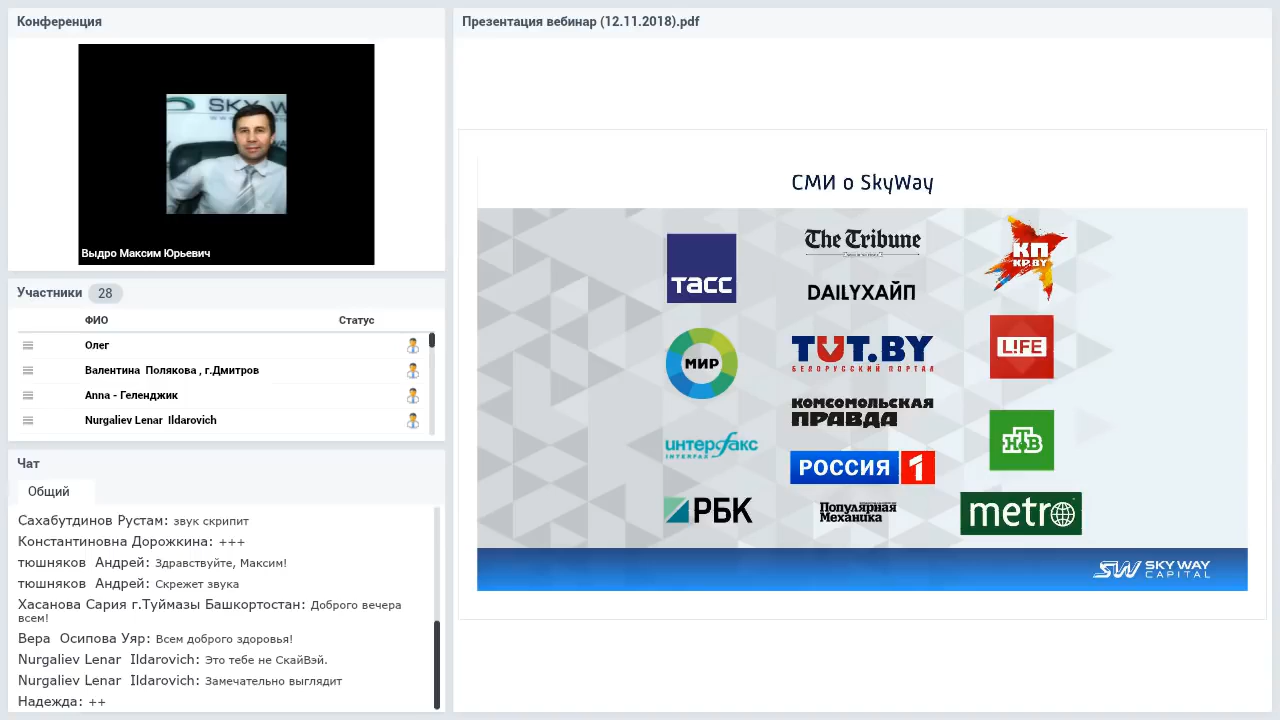 Конференция
SKY W
Выдро Максим Юрьевич
Участники 28
ФИО Статус
Олег
Валентина Полякова , г.Дмитров
Anna - Геленджик
Nurgaliev Lenar Ildarovich
Чат
Общий
Сахабутдинов Рустам: звук скрипит
Константиновна Дорожкина: +++
тюшняков Андрей: Здравствуйте, Максим!
тюшняков Андрей: Скрежет звука
Хасанова Сария г.Туймазы Башкортостан: Доброго вечера
всем!
Вера Осипова Уяр: Всем доброго здоровья!
Nurgaliev Lenar Ildarovich: Это тебе не СкайВэй.
Nurgaliev Lenar Ildarovich: Замечательно выглядит
Надежда: ++
Презентация вебинар (12.11.2018).pdf
СМИ о SkyWay
ТАСС
МИР
интерфакс
INTERFAX
РБК
The Tribune
DAILYХАЙП
TUT.BY
БЕЛОРУССКИЙ ПОРТАЛ
КОМСОМОЛЬСКАЯ
ПРАВДА
РОССИЯ 1
Популярная
Механика
КП
KP.BY
L!FE
НТВ
metro
SW SKY WAY
CAPITAL